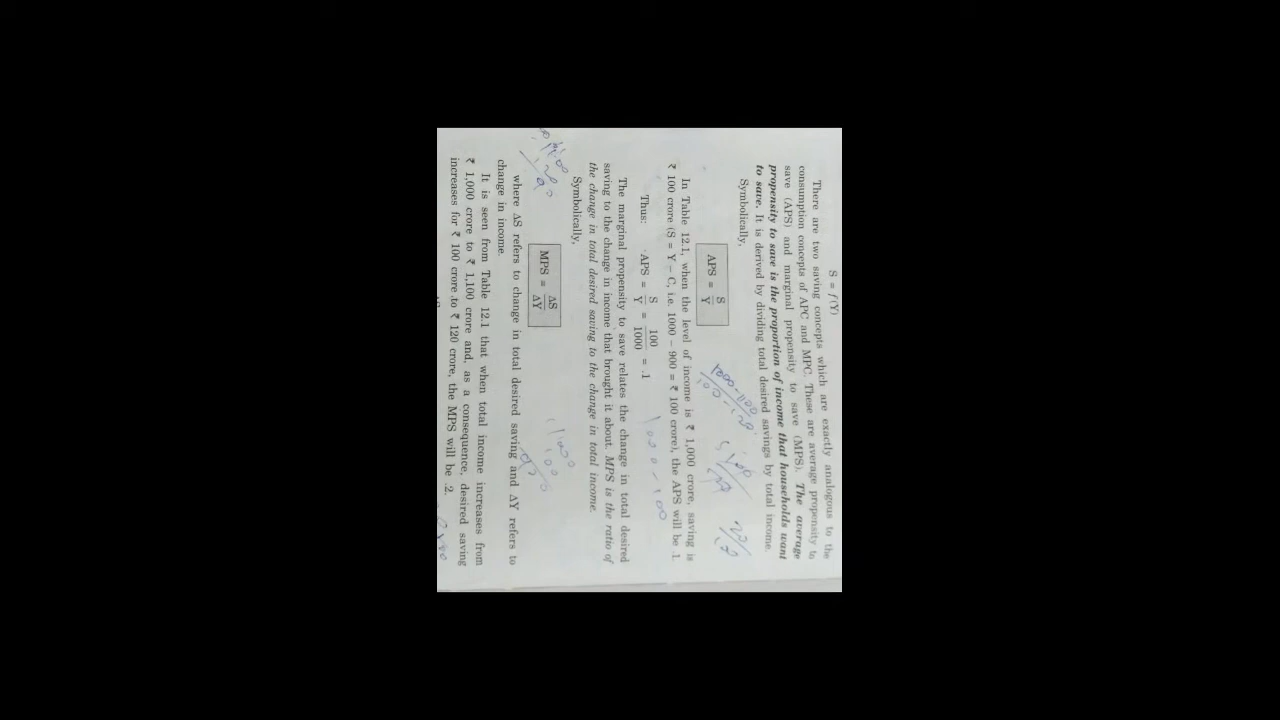 S = f(Y)
There are two saving concepts which are exactly analogous to the
consumption concepts of APC and MPC. These are average propensity to
save (APS) and marginal propensity to save (MPS). The average
propensity to save is the proportion of income that households want
to save. It is derived by dividing total desired savings by total income.
Symbolically,
APS = S/Y
1000-1100
100-120
In Table 12.1, when the level of income is ₹ 1,000 crore, saving is
₹ 100 crore (S = Y − C, i.e. 1000 − 900 = ₹ 100 crore), the APS will be .1.
Thus: APS = S/Y = 100/1000 = .1
1000-100
The marginal propensity to save relates the change in total desired
saving to the change in income that brought it about. MPS is the ratio of
the change in total desired saving to the change in total income.
Symbolically,
MPS = ΔS/ΔY
where ΔS refers to change in total desired saving and ΔY refers to
change in income.
It is seen from Table 12.1 that when total income increases from
₹ 1,000 crore to ₹ 1,100 crore and, as a consequence, desired saving
increases for ₹ 100 crore to ₹ 120 crore, the MPS will be .2.